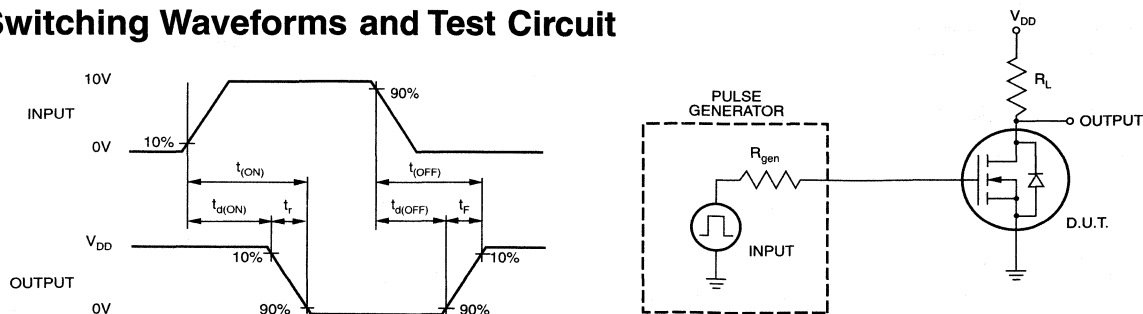 Switching Waveforms and Test Circuit
10V
INPUT
0V
10%
90%
t(ON)
t(OFF)
td(ON)
tr
td(OFF)
tF
VDD
OUTPUT
0V
10%
90%
90%
10%
PULSE
GENERATOR
Rgen
INPUT
VDD
RL
OUTPUT
D.U.T.